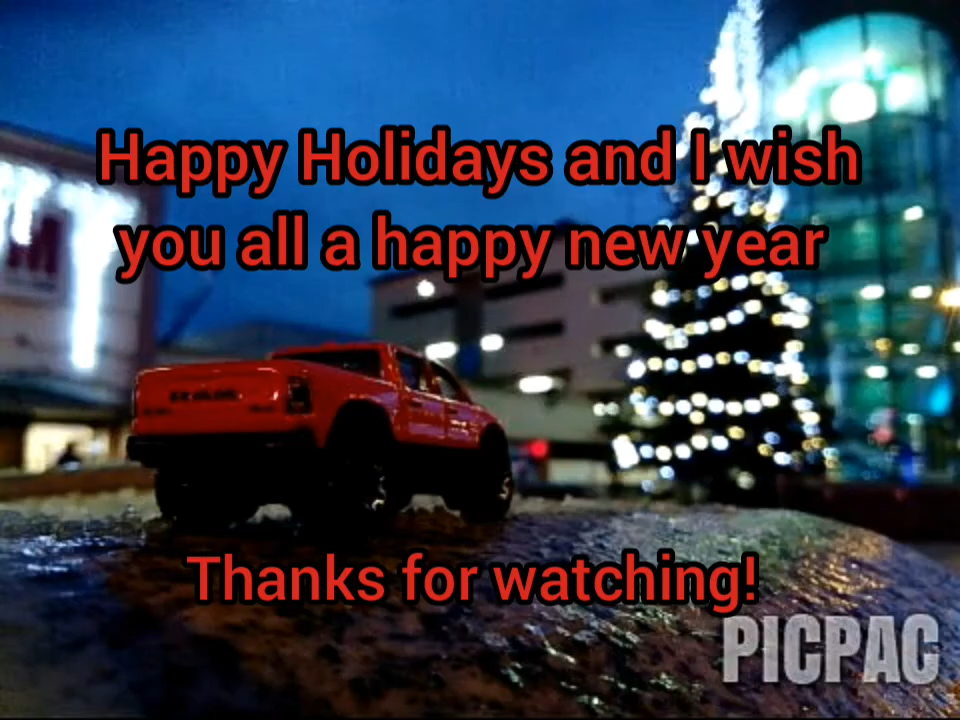 Happy Holidays and I wish
you all a happy new year
Thanks for watching!
PICPAC